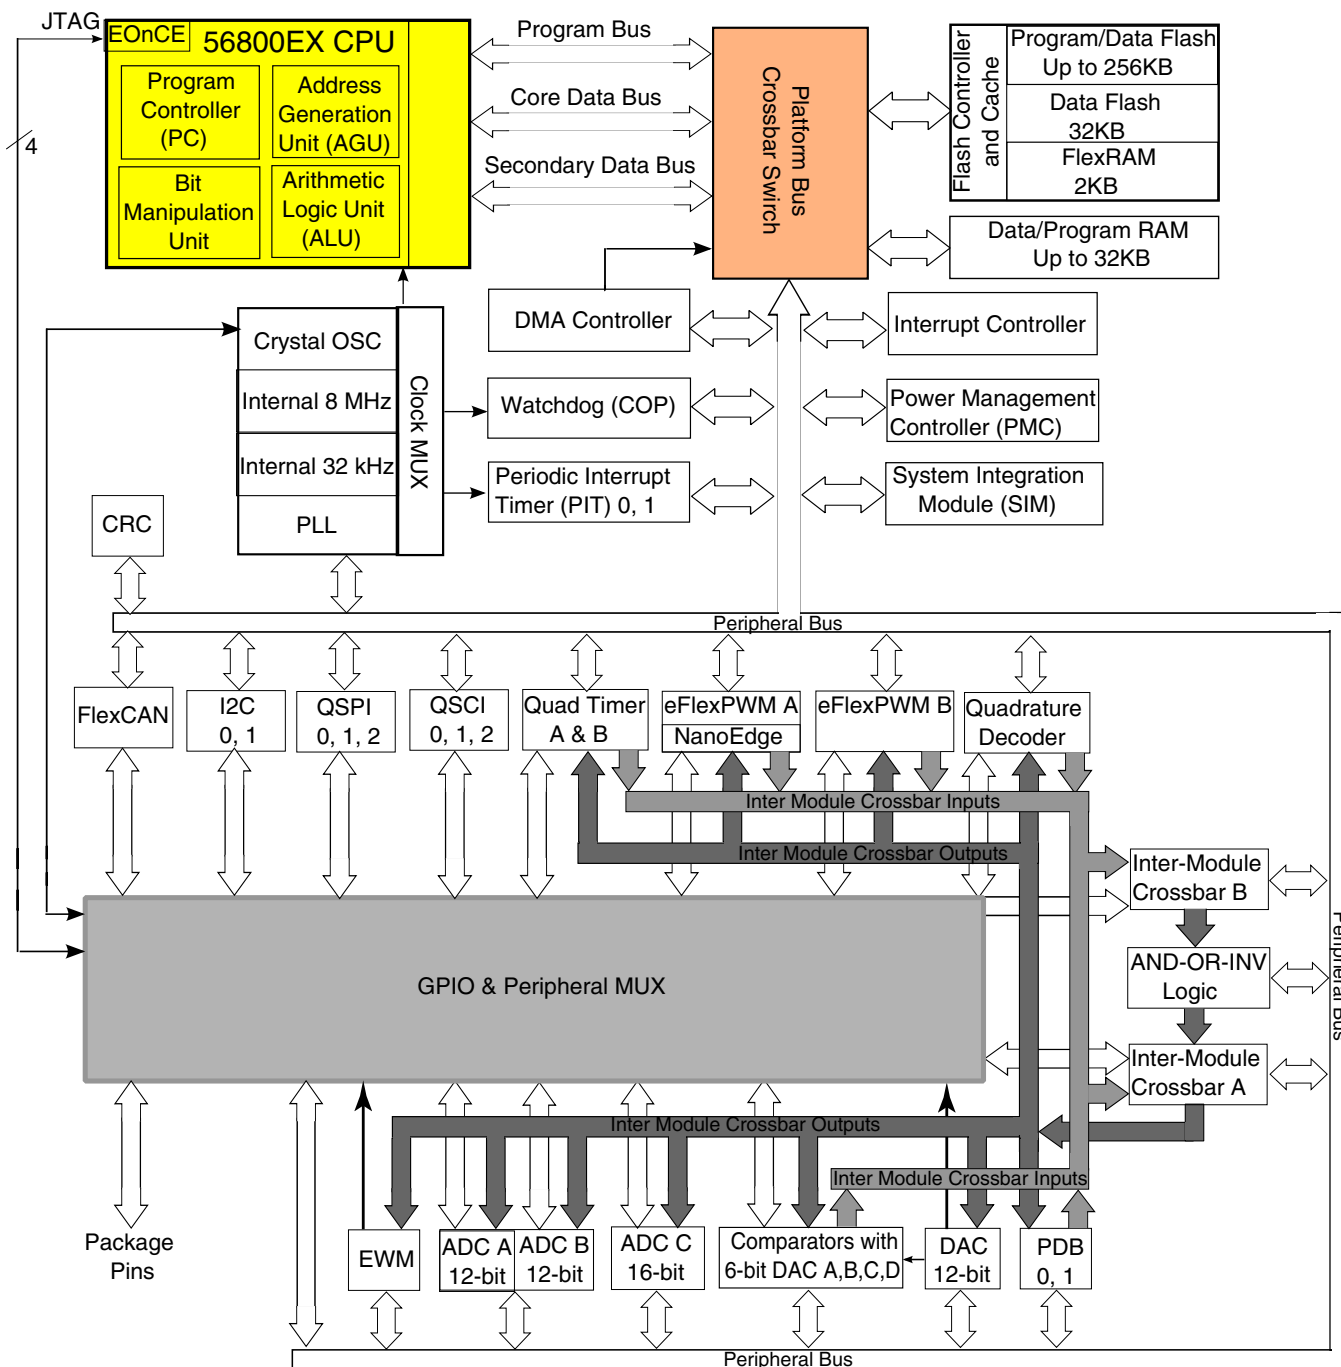 JTAG
EOnCE
56800EX CPU
Program
Controller
(PC)
Address
Generation
Unit (AGU)
Bit
Manipulation
Unit
Arithmetic
Logic Unit
(ALU)
4
Program Bus
Core Data Bus
Secondary Data Bus
Platform Bus
Crossbar Swirch
Flash Controller
and Cache
Program/Data Flash
Up to 256KB
Data Flash
32KB
FlexRAM
2KB
Data/Program RAM
Up to 32KB
Crystal OSC
Internal 8 MHz
Internal 32 kHz
PLL
Clock MUX
DMA Controller
Watchdog (COP)
Periodic Interrupt
Timer (PIT) 0, 1
Interrupt Controller
Power Management
Controller (PMC)
System Integration
Module (SIM)
CRC
Peripheral Bus
FlexCAN
I2C
0, 1
QSPI
0, 1, 2
QSCI
0, 1, 2
Quad Timer
A & B
eFlexPWM A
NanoEdge
eFlexPWM B
Quadrature
Decoder
Inter Module Crossbar Inputs
Inter Module Crossbar Outputs
Inter-Module
Crossbar B
AND-OR-INV
Logic
Inter-Module
Crossbar A
Peripheral Bus
GPIO & Peripheral MUX
Inter Module Crossbar Outputs
Inter Module Crossbar Inputs
Package
Pins
EWM
ADC A
12-bit
ADC B
12-bit
ADC C
16-bit
Comparators with
6-bit DAC A,B,C,D
DAC
12-bit
PDB
0, 1
Peripheral Bus